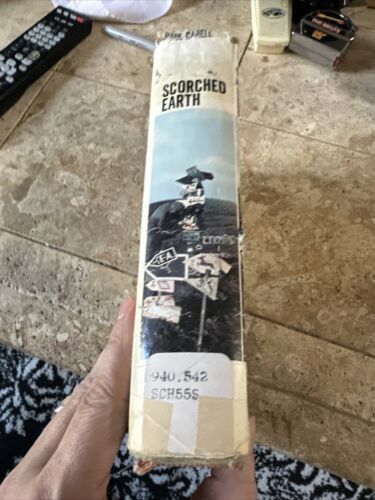 PAUL CARELL
SCORCHED
EARTH
940.542
SCH55S